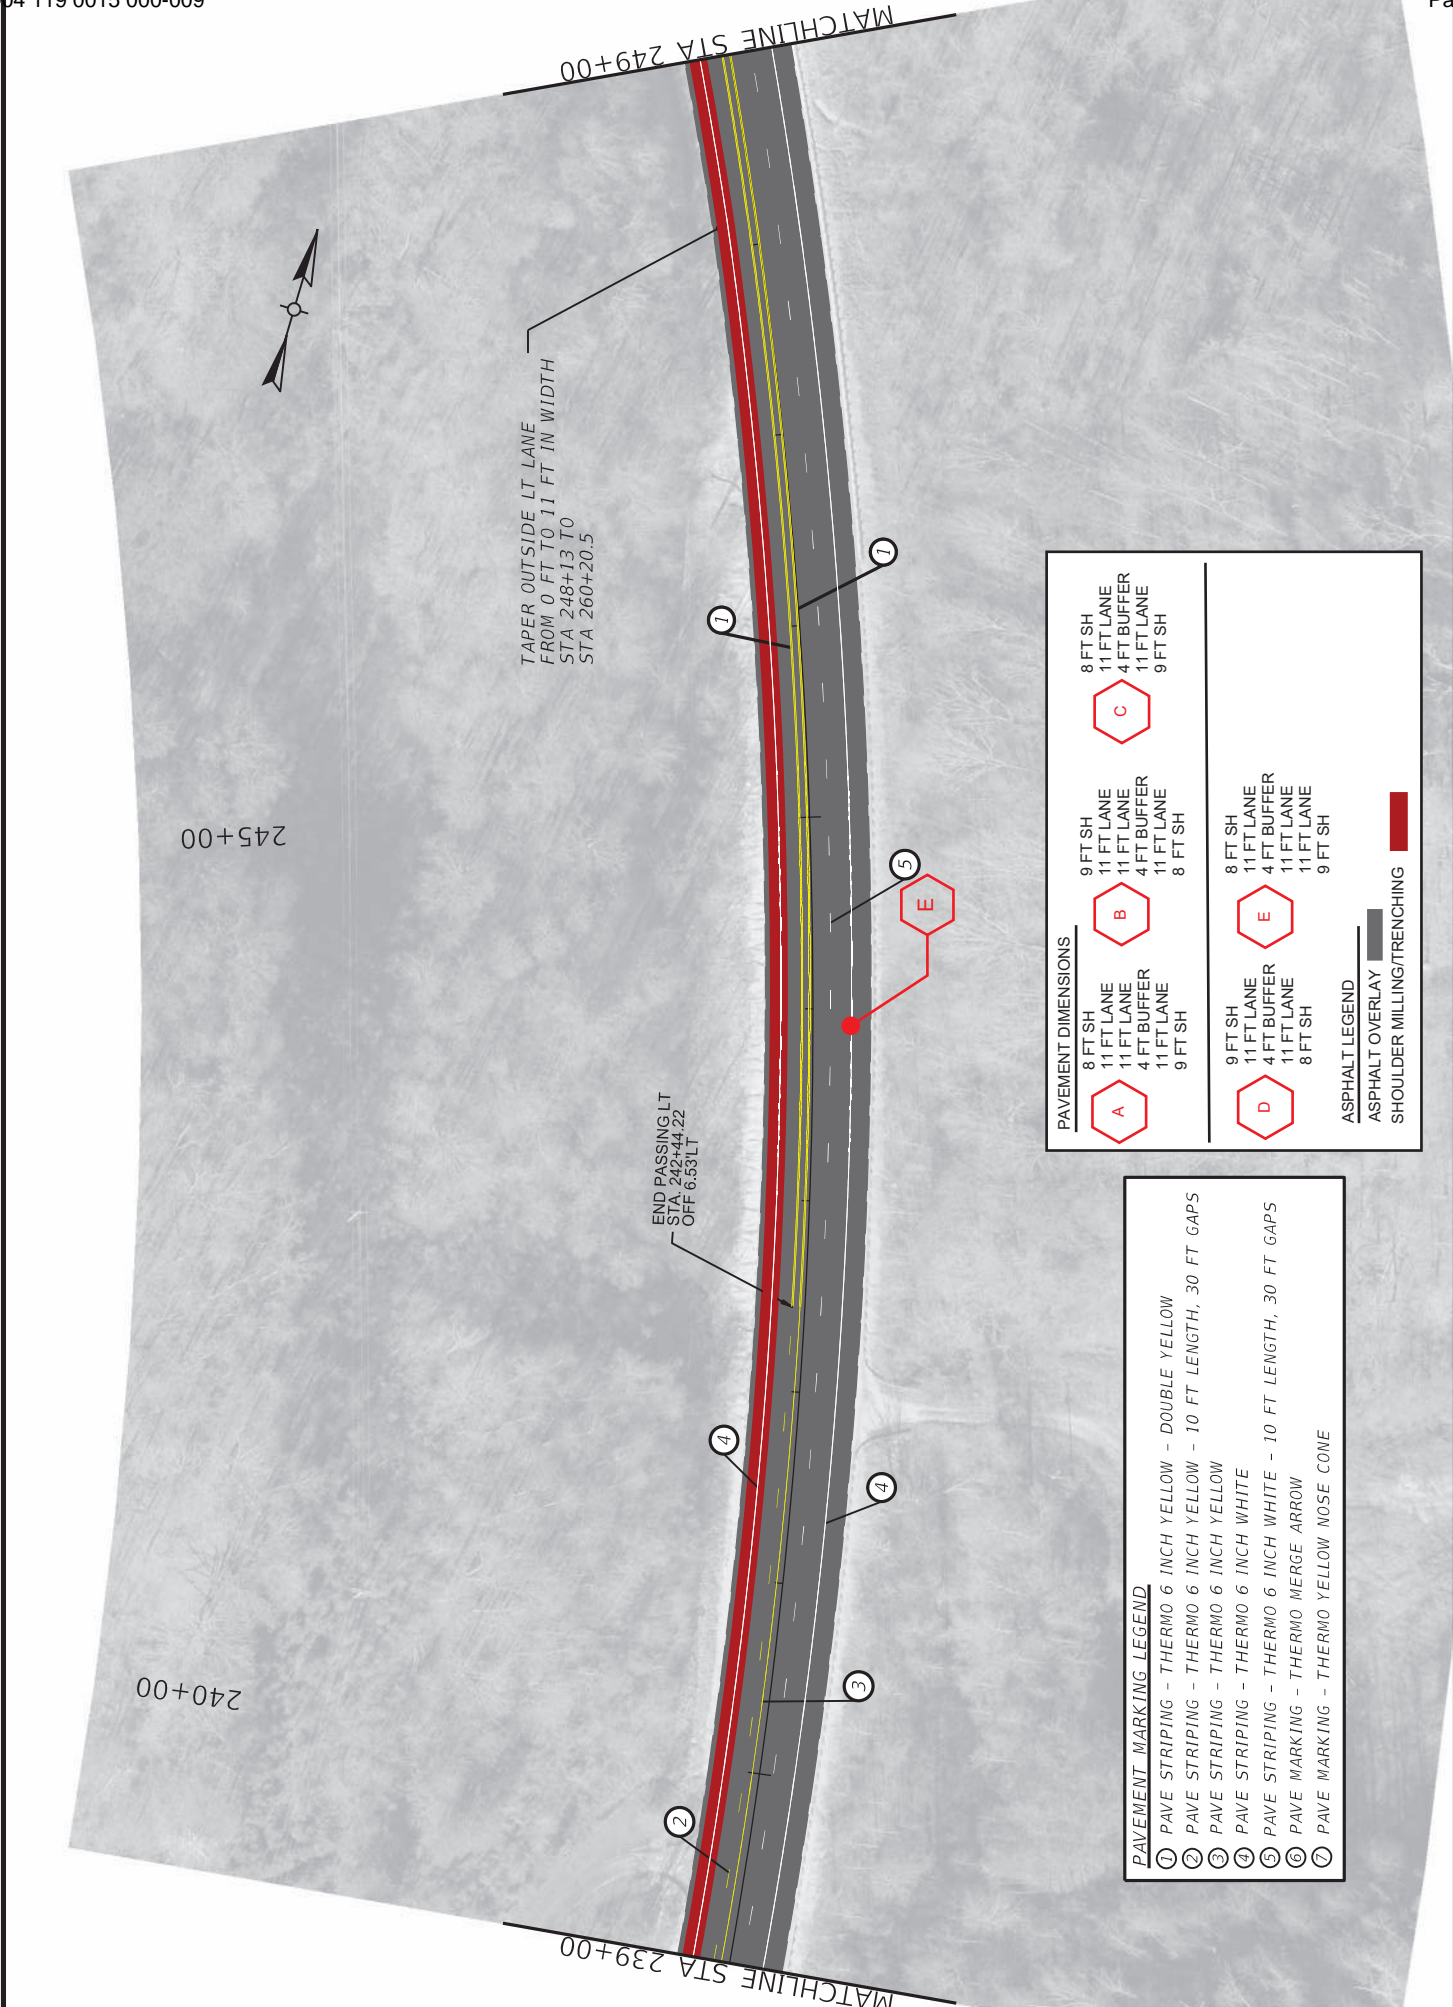 04 119 0015 000-009
Pa
MATCHLINE STA 249+00
TAPER OUTSIDE LT LANE
FROM 0 FT TO 11 FT IN WIDTH
STA 248+13 TO
STA 260+20.5
1
1
245+00
5
E
END PASSING LT
STA. 242+44.22
OFF 6.53'LT
4
4
3
240+00
2
MATCHLINE STA 239+00
PAVEMENT DIMENSIONS
A
8 FT SH
11 FT LANE
11 FT LANE
4 FT BUFFER
11 FT LANE
9 FT SH
B
9 FT SH
11 FT LANE
11 FT LANE
4 FT BUFFER
11 FT LANE
8 FT SH
C
8 FT SH
11 FT LANE
4 FT BUFFER
11 FT LANE
9 FT SH
D
9 FT SH
11 FT LANE
4 FT BUFFER
11 FT LANE
8 FT SH
E
8 FT SH
11 FT LANE
4 FT BUFFER
11 FT LANE
11 FT LANE
9 FT SH
ASPHALT LEGEND
ASPHALT OVERLAY
SHOULDER MILLING/TRENCHING
PAVEMENT MARKING LEGEND
1 PAVE STRIPING - THERMO 6 INCH YELLOW - DOUBLE YELLOW
2 PAVE STRIPING - THERMO 6 INCH YELLOW - 10 FT LENGTH, 30 FT GAPS
3 PAVE STRIPING - THERMO 6 INCH YELLOW
4 PAVE STRIPING - THERMO 6 INCH WHITE
5 PAVE STRIPING - THERMO 6 INCH WHITE - 10 FT LENGTH, 30 FT GAPS
6 PAVE MARKING - THERMO MERGE ARROW
7 PAVE MARKING - THERMO YELLOW NOSE CONE